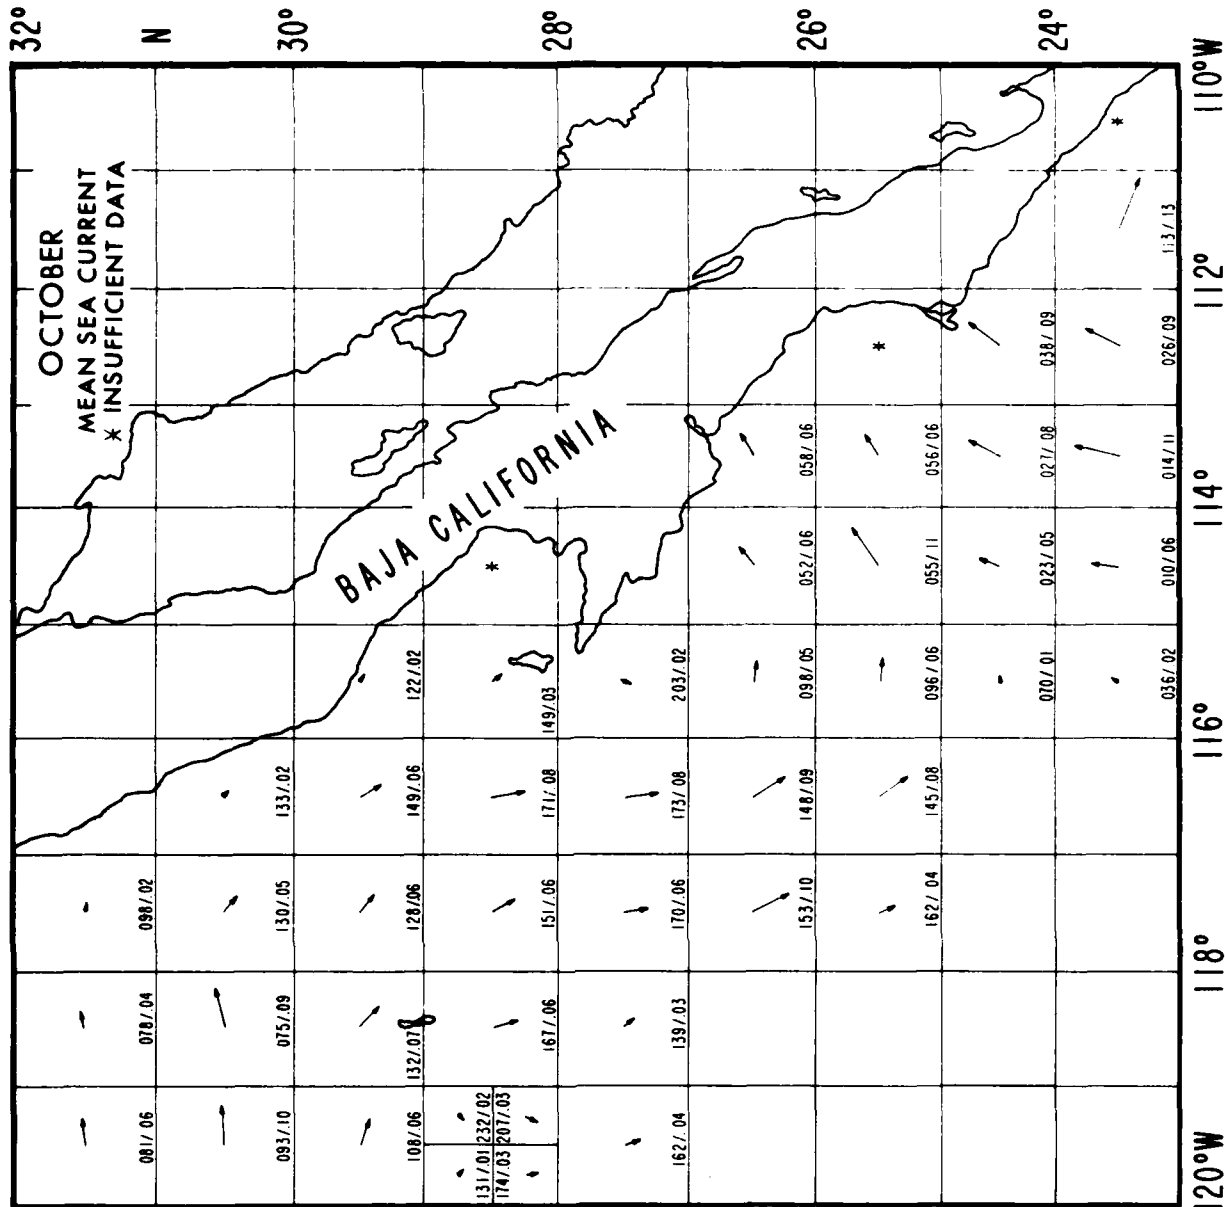 OCTOBER
MEAN SEA CURRENT
* INSUFFICIENT DATA
32°
N
081/.06 078/.04 098/.02
093/.10 075/.09 130/.05 133/.02
30°
108/.06 132/.07 128/.06 149/.06 122/.02
BAJA CALIFORNIA
131/.01 232/.02
174/.03 207/.03
167/.06 151/.06 171/.08 149/.03 *
28°
162/.04 139/.03 170/.06 173/.08 203/.02
153/.10 148/.09 098/.05 052/.06 058/.06
26°
162/.04 145/.08 096/.06 055/.11 056/.06 *
070/.01 023/.05 027/.08 038/.09
24°
036/.02 010/.06 014/.11 026/.09 113/.13 *
120°W 118° 116° 114° 112° 110°W